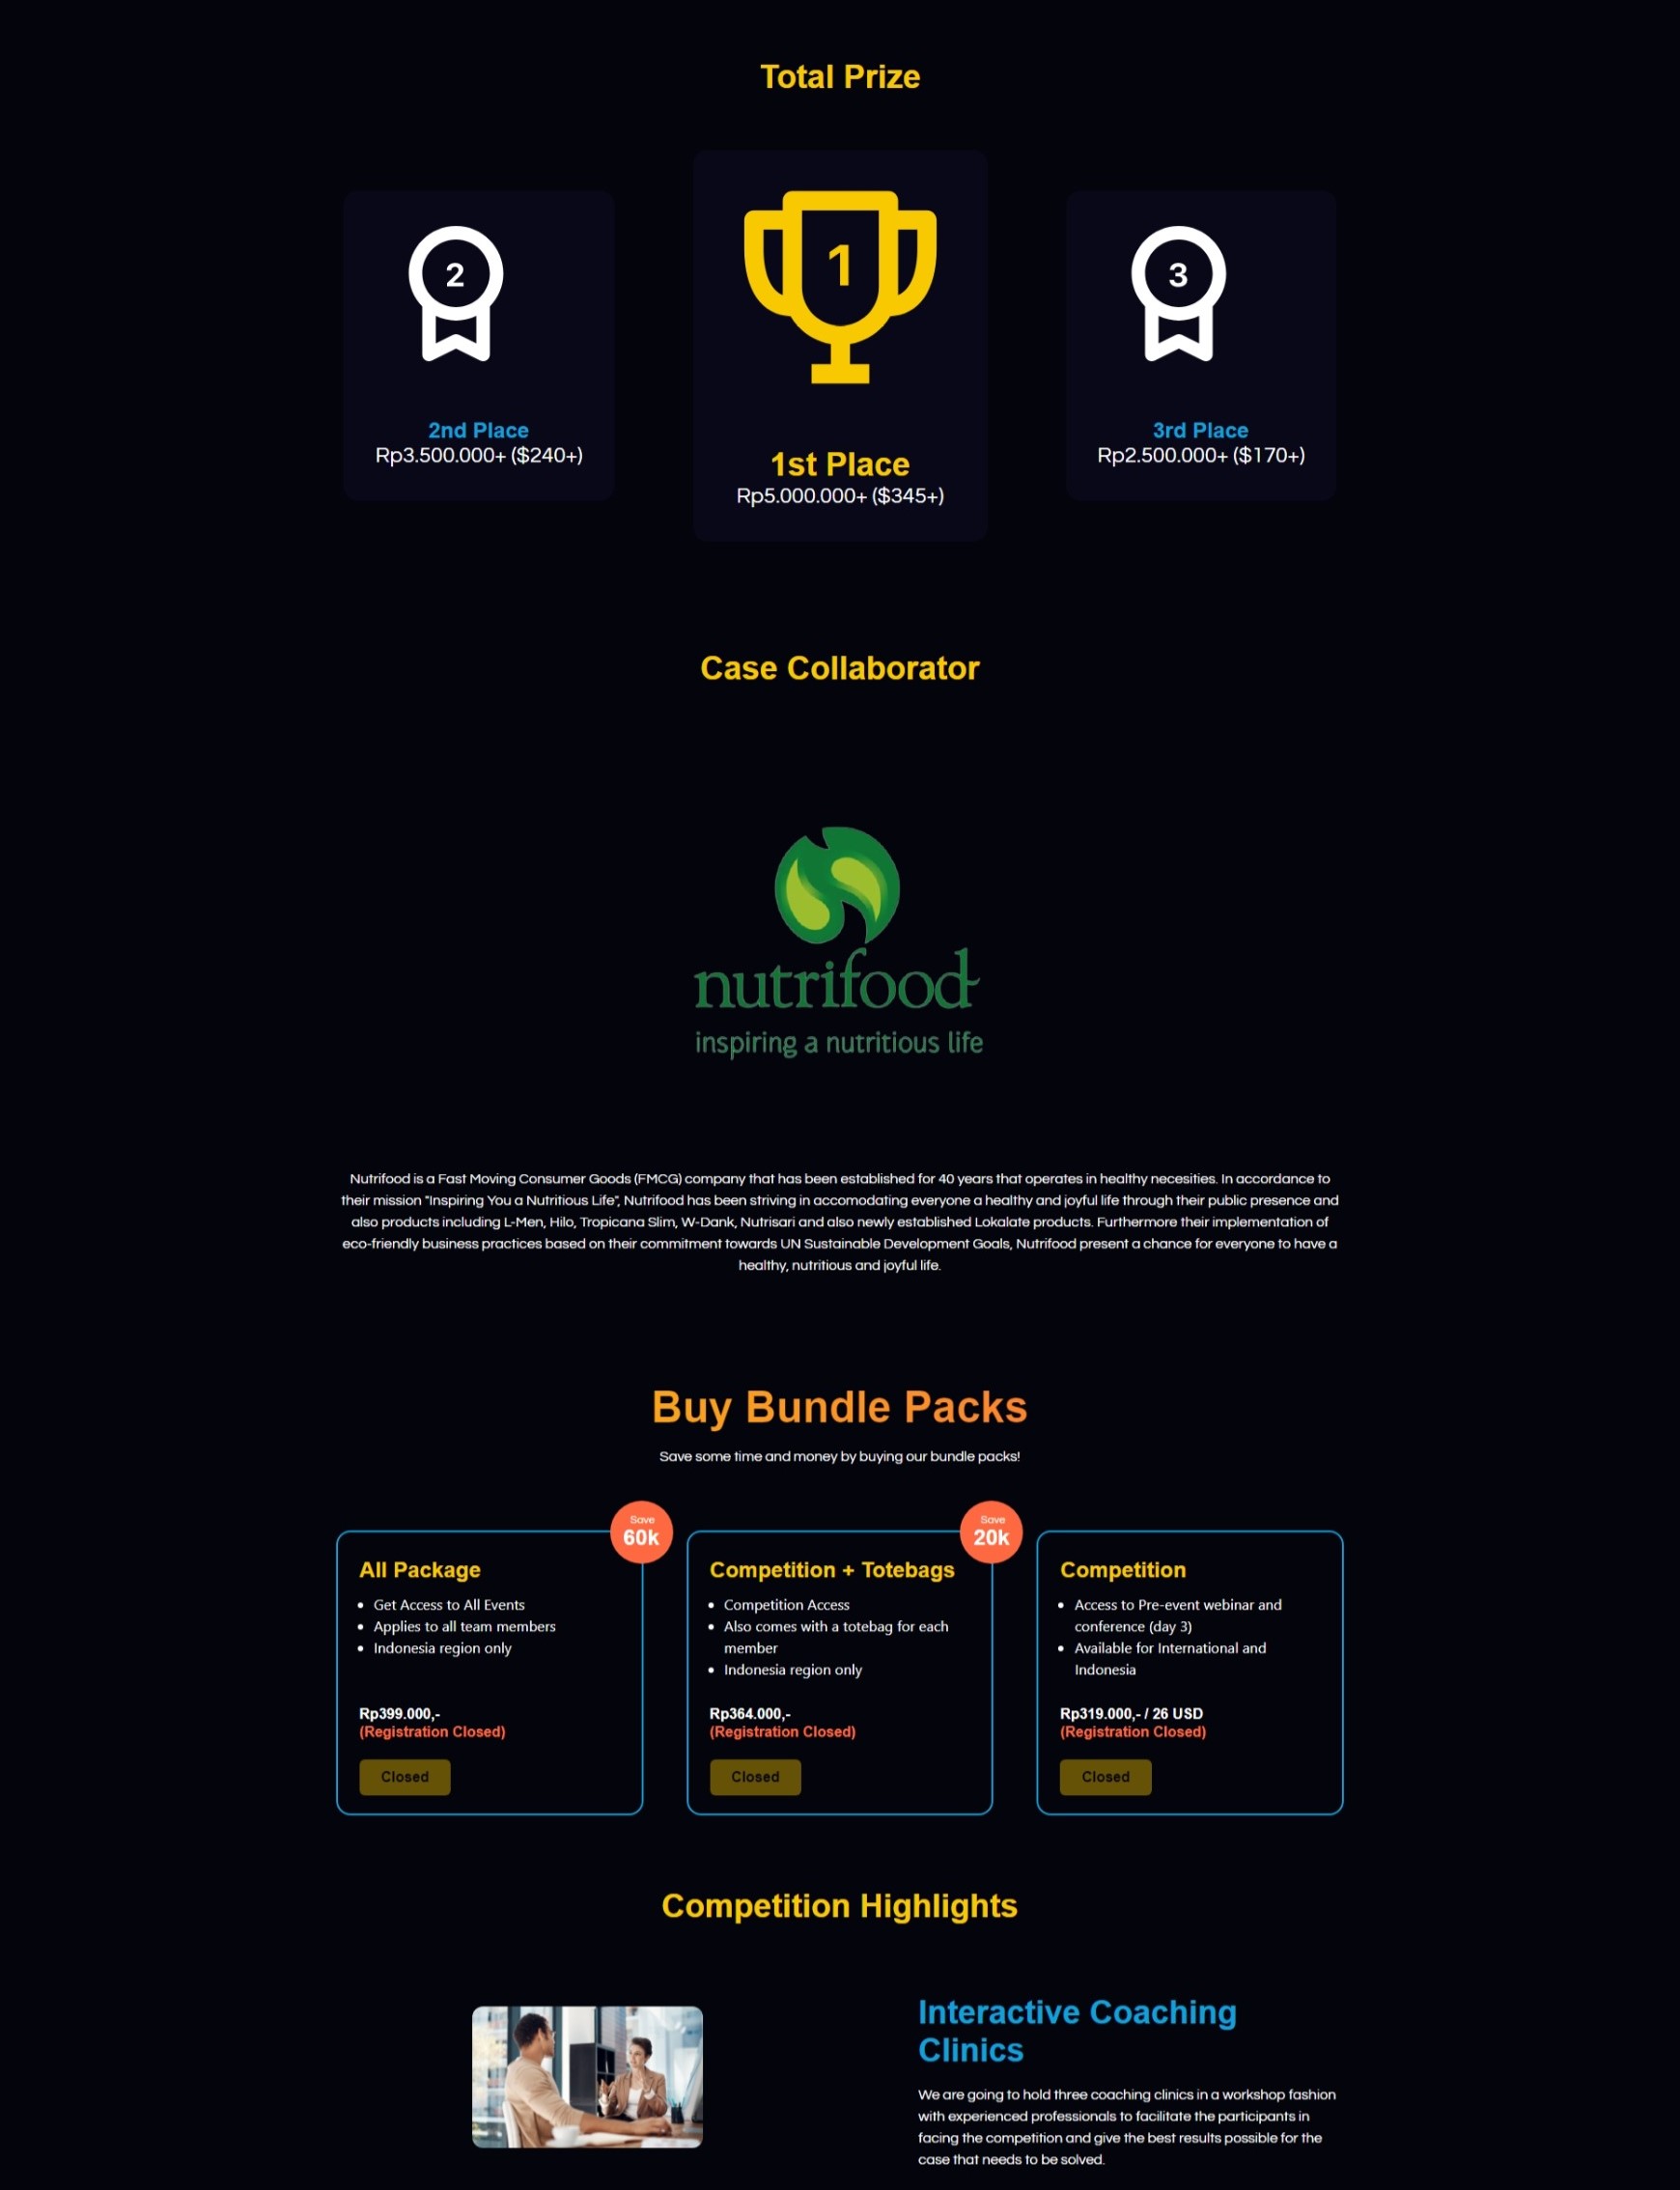 Total Prize
2
1
3
2nd Place
Rp3.500.000+ ($240+)
1st Place
Rp5.000.000+ ($345+)
3rd Place
Rp2.500.000+ ($170+)
Case Collaborator
nutrifood
inspiring a nutritious life
Nutrifood is a Fast Moving Consumer Goods (FMCG) company that has been established for 40 years that operates in healthy necesities. In accordance to
their mission "Inspiring You a Nutritious Life", Nutrifood has been striving in accomodating everyone a healthy and joyful life through their public presence and
also products including L-Men, Hilo, Tropicana Slim, W-Dank, Nutrisari and also newly established Lokalate products. Furthermore their implementation of
eco-friendly business practices based on their commitment towards UN Sustainable Development Goals, Nutrifood present a chance for everyone to have a
healthy, nutritious and joyful life.
Buy Bundle Packs
Save some time and money by buying our bundle packs!
Save
60k
All Package
• Get Access to All Events
• Applies to all team members
• Indonesia region only
Rp399.000,-
(Registration Closed)
Closed
Save
20k
Competition + Totebags
• Competition Access
• Also comes with a totebag for each
member
• Indonesia region only
Rp364.000,-
(Registration Closed)
Closed
Competition
• Access to Pre-event webinar and
conference (day 3)
• Available for International and
Indonesia
Rp319.000,- / 26 USD
(Registration Closed)
Closed
Competition Highlights
Interactive Coaching
Clinics
We are going to hold three coaching clinics in a workshop fashion
with experienced professionals to facilitate the participants in
facing the competition and give the best results possible for the
case that needs to be solved.